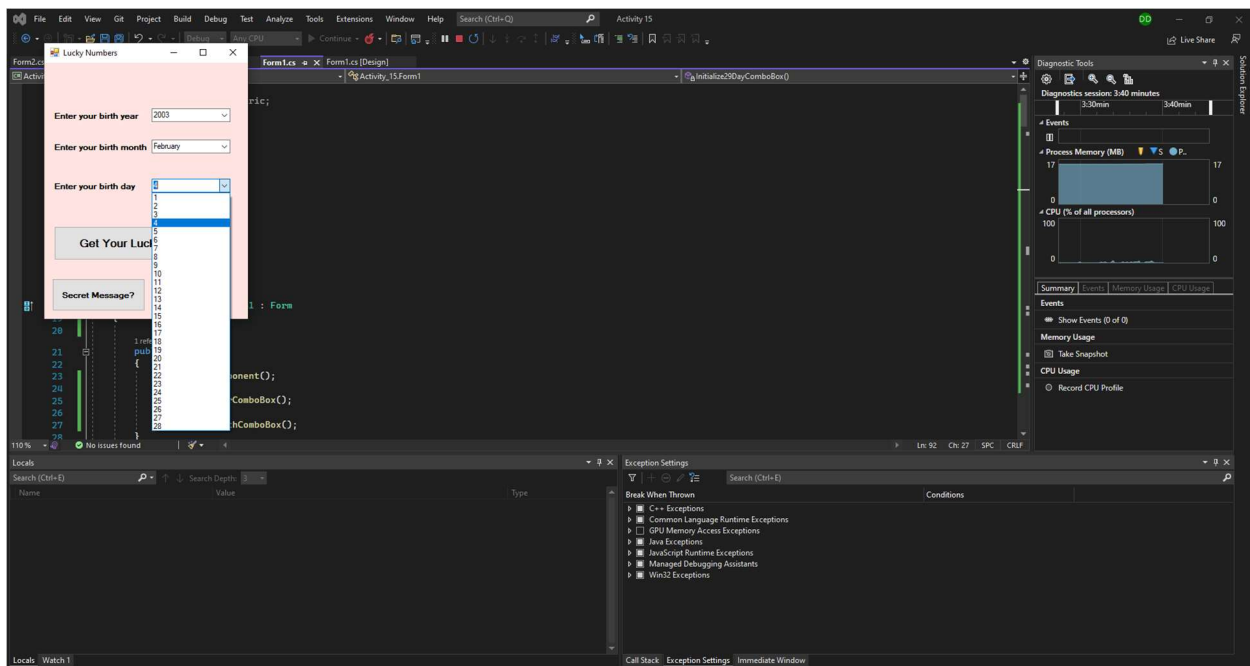 File Edit View Git Project Build Debug Test Analyze Tools Extensions Window Help Search (Ctrl+Q) Activity 15 DD
Debug Any CPU Continue Live Share
Lucky Numbers
Form2.cs Form1.cs Form1.cs [Design]
Activity_15.Form1 Initialize29DayComboBox()
ric;
Enter your birth year 2003
Enter your birth month February
Enter your birth day 4
1
2
3
4
5
6
7
8
9
10
11
12
13
14
15
16
17
18
19
20
21
22
23
24
25
26
27
28
Get Your Luc
Secret Message?
1 : Form
20
1 refe
21 pub
22 {
23 onent();
24
25 ComboBox();
26
27 hComboBox();
28 }
110 % No issues found Ln: 92 Ch: 27 SPC CRLF
Diagnostic Tools
Diagnostics session: 3:40 minutes
3:30min 3:40min
Events
Process Memory (MB) S P...
17 17
0 0
CPU (% of all processors)
100 100
0 0
Summary Events Memory Usage CPU Usage
Events
Show Events (0 of 0)
Memory Usage
Take Snapshot
CPU Usage
Record CPU Profile
Solution Explorer
Locals
Search (Ctrl+E) Search Depth: 3
Name Value Type
Locals Watch 1
Exception Settings
Search (Ctrl+E)
Break When Thrown Conditions
C++ Exceptions
Common Language Runtime Exceptions
GPU Memory Access Exceptions
Java Exceptions
JavaScript Runtime Exceptions
Managed Debugging Assistants
Win32 Exceptions
Call Stack Exception Settings Immediate Window